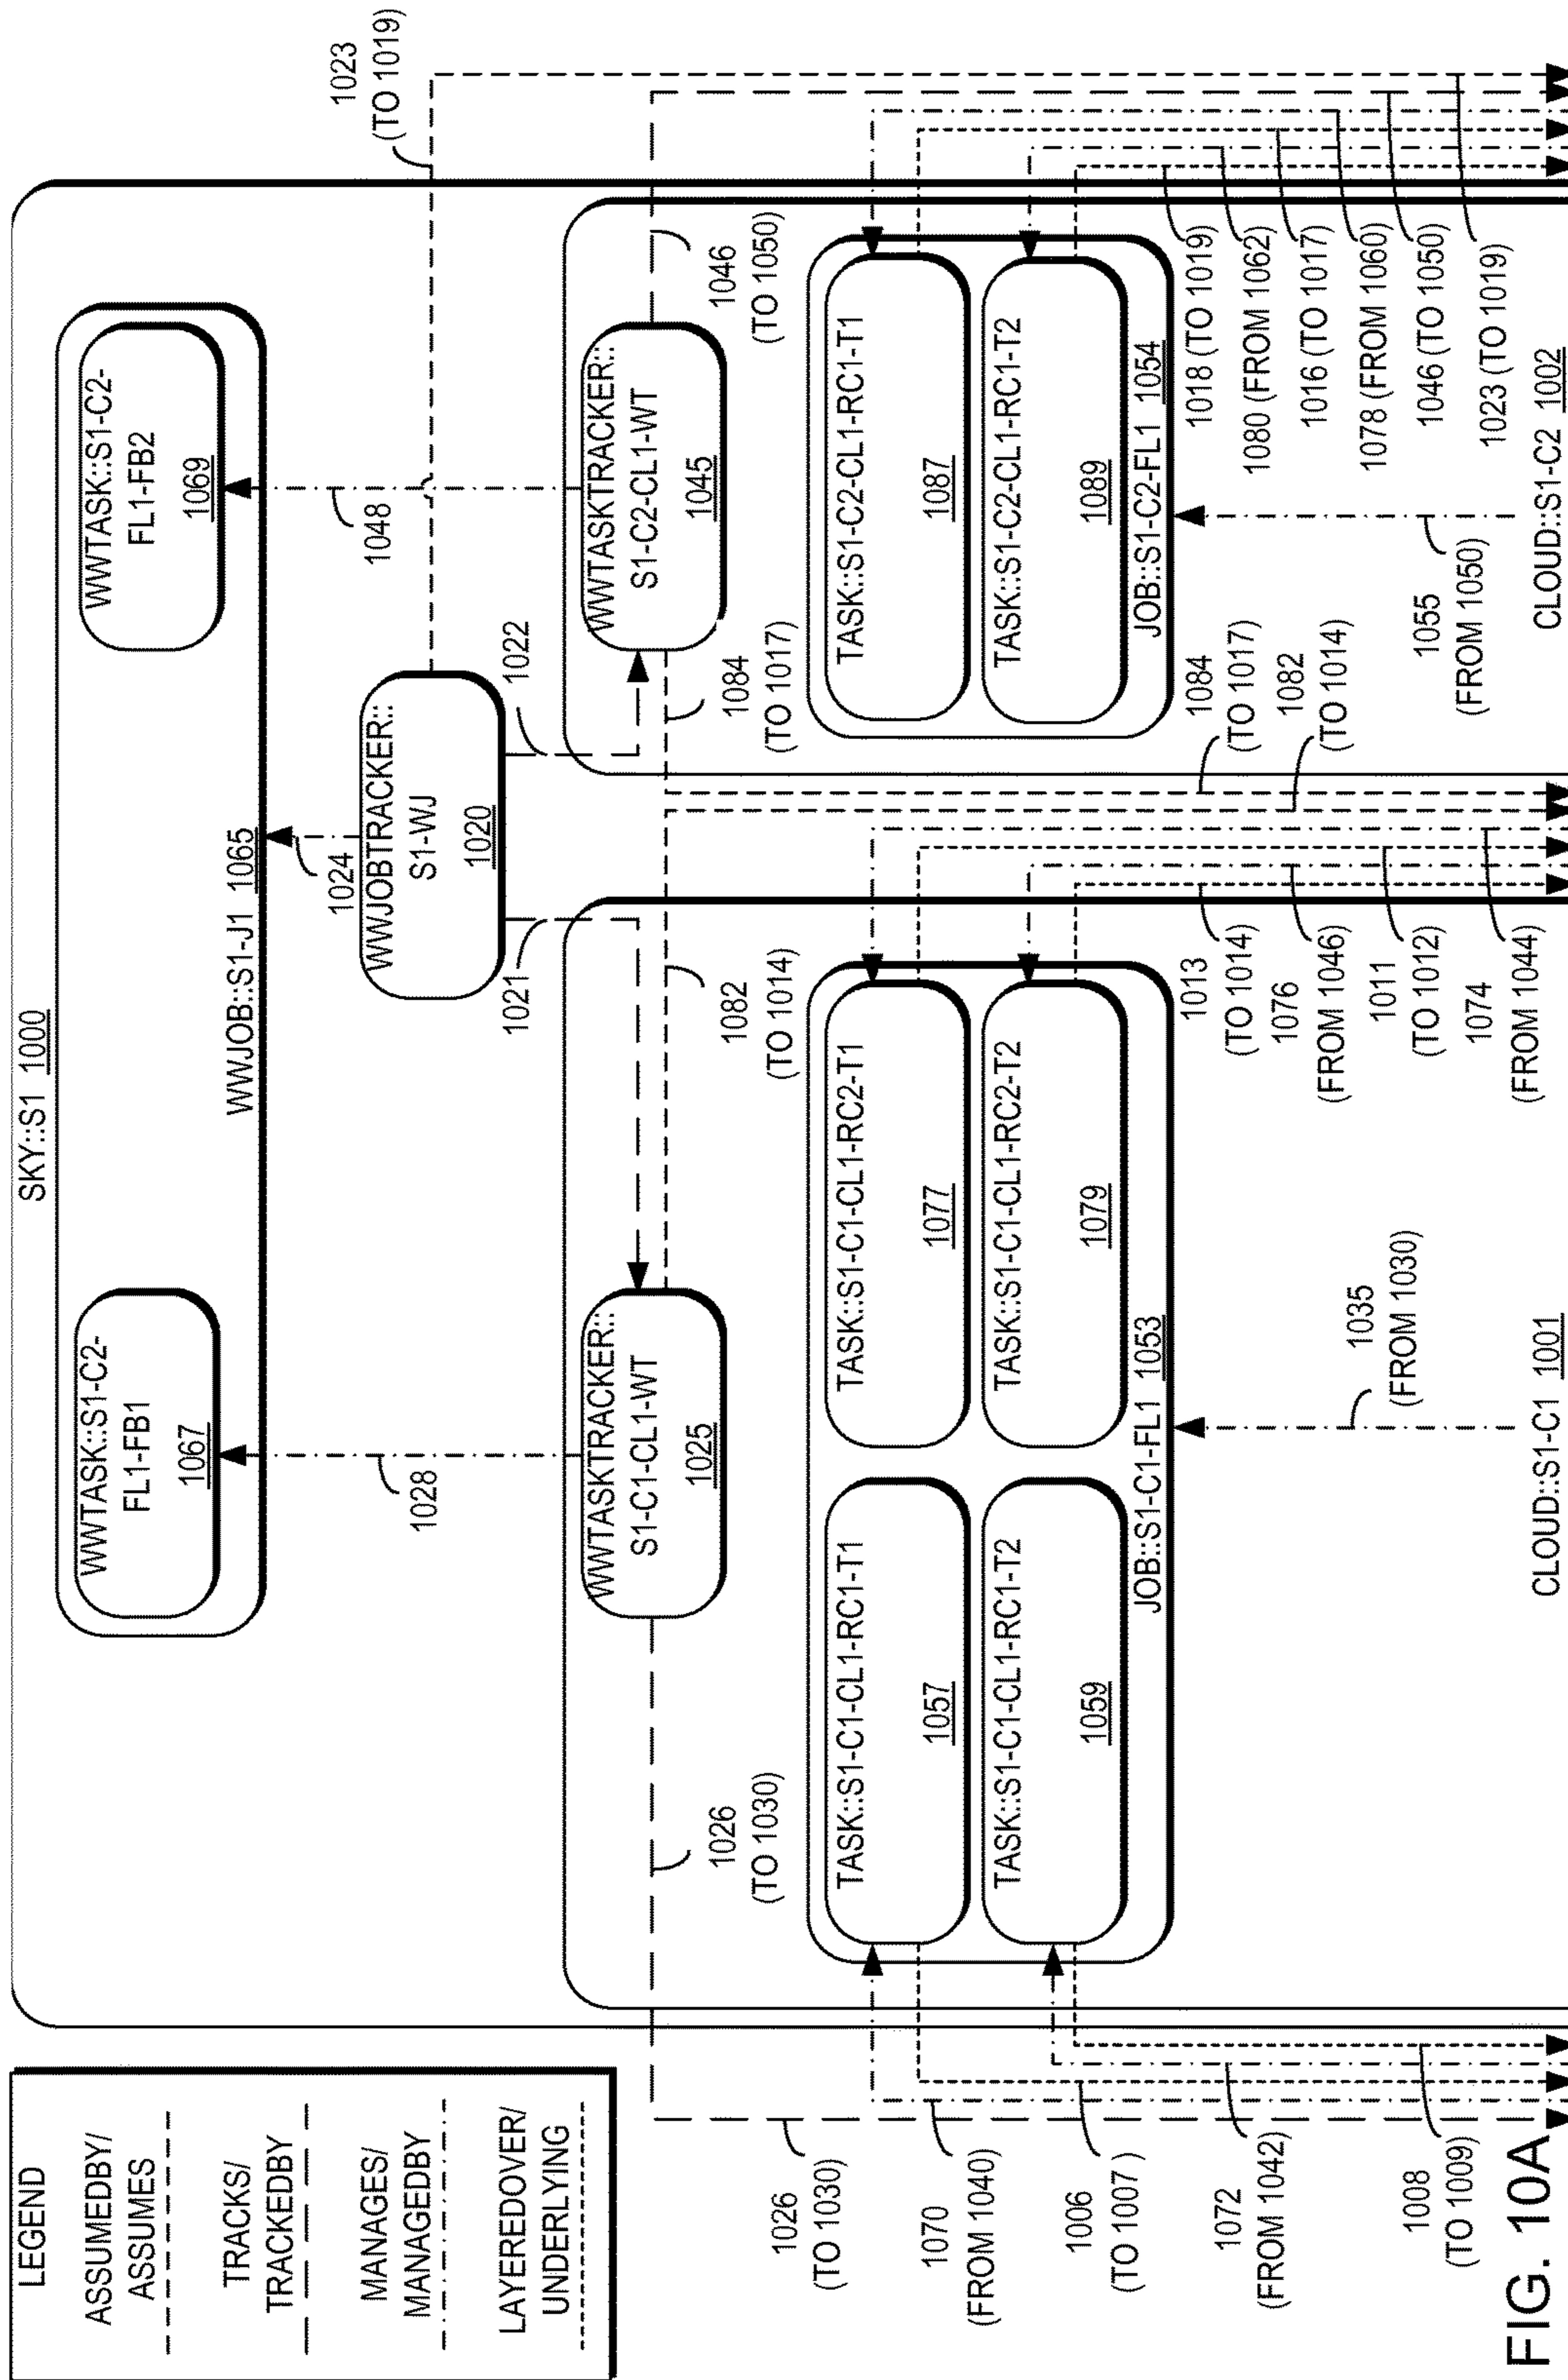 LEGEND
ASSUMEDBY/
ASSUMES
TRACKS/
TRACKEDBY
MANAGES/
MANAGEDBY
LAYEREDOVER/
UNDERLYING
SKY::S1 1000
WWTASK::S1-C2-
FL1-FB1
1067
WWTASK::S1-C2-
FL1-FB2
1069
WWJOB::S1-J1 1065
1024
1028
1048
WWJOBTRACKER::
S1-WJ
1020
1023
(TO 1019)
1021
1022
WWTASKTRACKER::
S1-C1-CL1-WT
1025
WWTASKTRACKER::
S1-C2-CL1-WT
1045
1026
(TO 1030)
1082
(TO 1014)
1084
(TO 1017)
1046
(TO 1050)
TASK::S1-C1-CL1-RC1-T1
1057
TASK::S1-C1-CL1-RC2-T1
1077
TASK::S1-C1-CL1-RC1-T2
1059
TASK::S1-C1-CL1-RC2-T2
1079
JOB::S1-C1-FL1 1053
TASK::S1-C2-CL1-RC1-T1
1087
TASK::S1-C2-CL1-RC1-T2
1089
JOB::S1-C2-FL1 1054
1026
(TO 1030)
1070
(FROM 1040)
1006
(TO 1007 )
1072
(FROM 1042)
1008
(TO 1009)
1035
(FROM 1030)
1013
(TO 1014)
1076
(FROM 1046)
1011
(TO 1012)
1074
(FROM 1044)
1084
(TO 1017)
1082
(TO 1014)
1055
(FROM 1050)
1018 (TO 1019)
1080 (FROM 1062)
1016 (TO 1017)
1078 (FROM 1060)
1046 (TO 1050)
1023 (TO 1019)
CLOUD::S1-C1 1001
CLOUD::S1-C2 1002
FIG. 10A